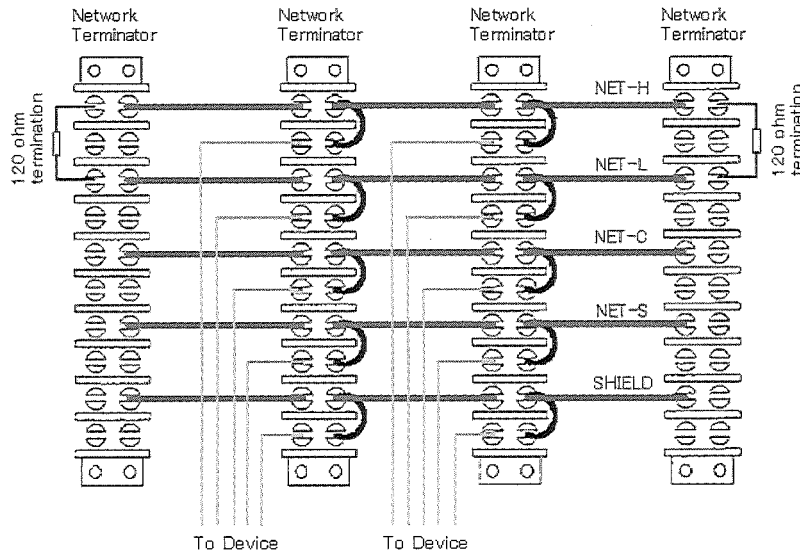 Network
Terminator
Network
Terminator
Network
Terminator
Network
Terminator
120 ohm
termination
NET-H
NET-L
NET-C
NET-S
SHIELD
120 ohm
termination
To Device
To Device